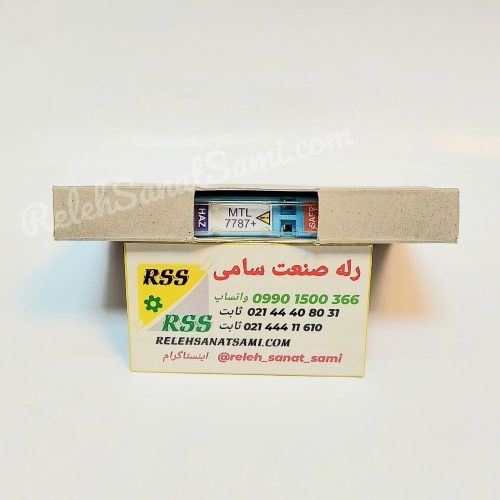 RelehSanatSami.com
HAZ
MTL
7787+
SAFE
رله صنعت سامی
RSS
واتساپ 0990 1500 366
ثابت 021 44 40 80 31
RSS
ثابت 021 444 11 610
RELEHSANATSAMI.COM
اینستاگرام @releh_sanat_sami